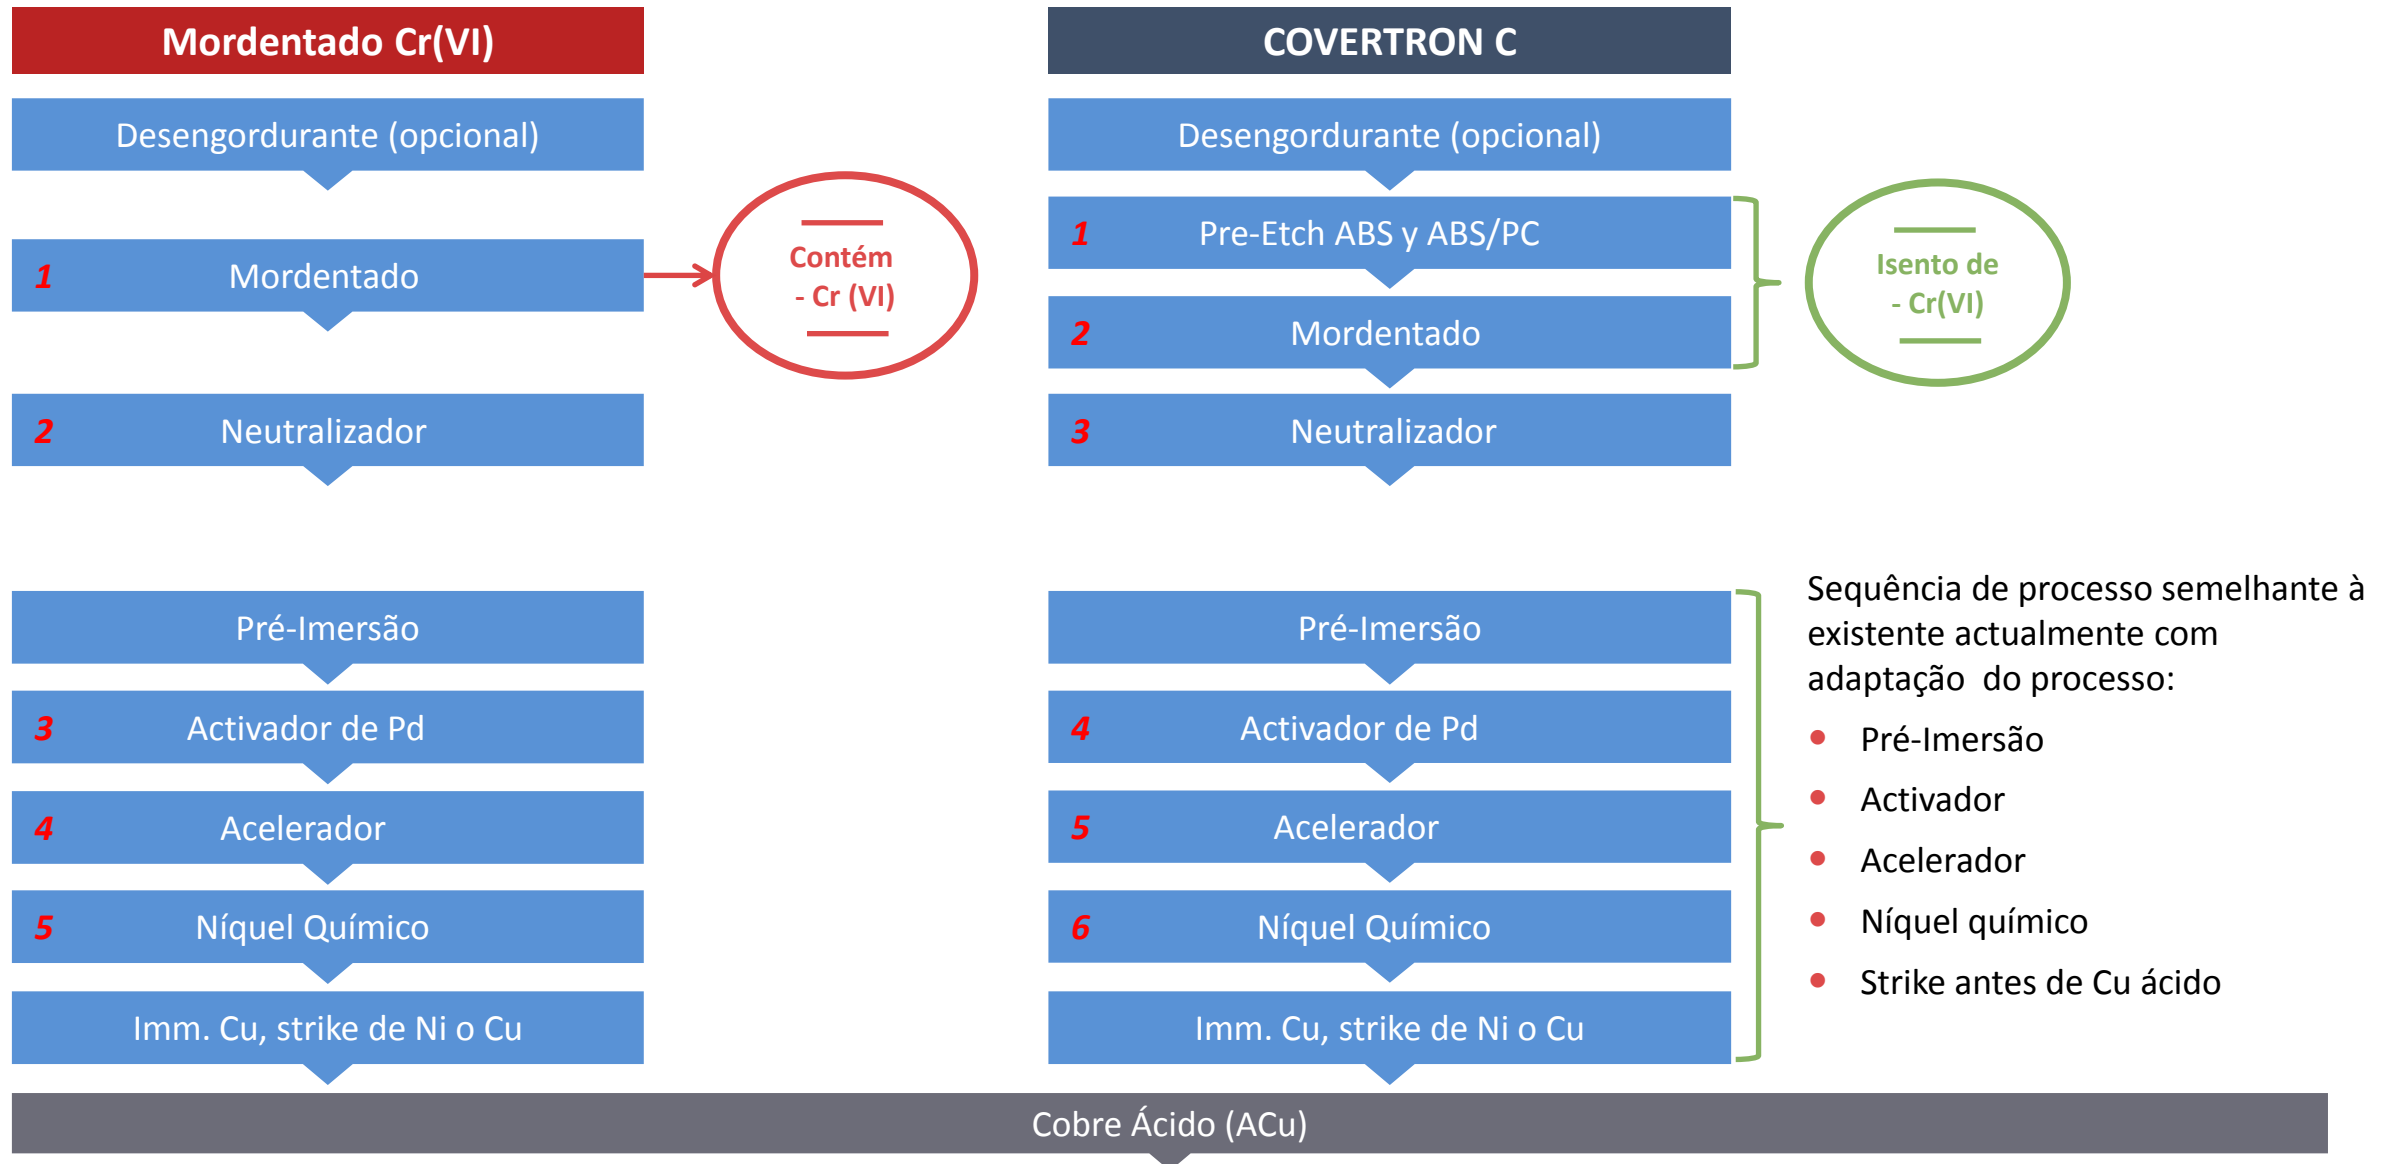 Mordentado Cr(VI)
Desengordurante (opcional)
1 Mordentado
Contém
- Cr (VI)
2 Neutralizador
Pré-Imersão
3 Activador de Pd
4 Acelerador
5 Níquel Químico
Imm. Cu, strike de Ni o Cu
COVERTRON C
Desengordurante (opcional)
1 Pre-Etch ABS y ABS/PC
2 Mordentado
Isento de
- Cr(VI)
3 Neutralizador
Pré-Imersão
4 Activador de Pd
5 Acelerador
6 Níquel Químico
Imm. Cu, strike de Ni o Cu
Sequência de processo semelhante à
existente actualmente com
adaptação do processo:
• Pré-Imersão
• Activador
• Acelerador
• Níquel químico
• Strike antes de Cu ácido
Cobre Ácido (ACu)